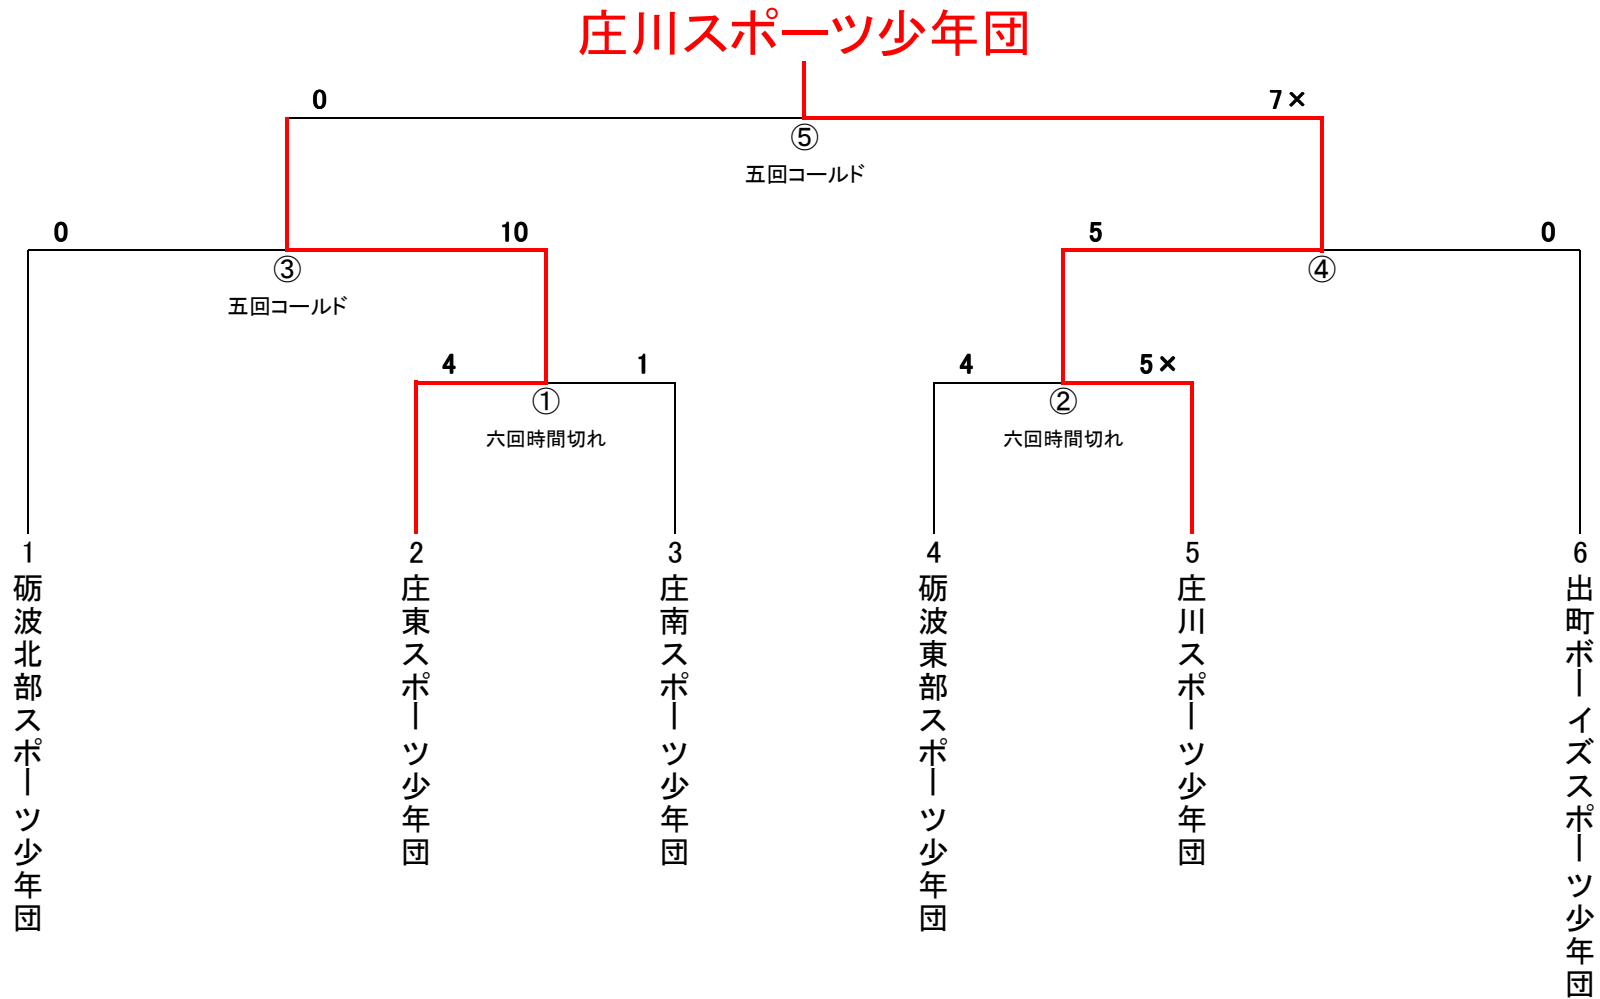 庄川スポーツ少年団
0
7×
⑤
五回コールド
0
10
5
0
③
④
五回コールド
4
1
4
5×
①
②
六回時間切れ
六回時間切れ
1
2
3
4
5
6
砺波北部スポーツ少年団
庄東スポーツ少年団
庄南スポーツ少年団
砺波東部スポーツ少年団
庄川スポーツ少年団
出町ボーイズスポーツ少年団